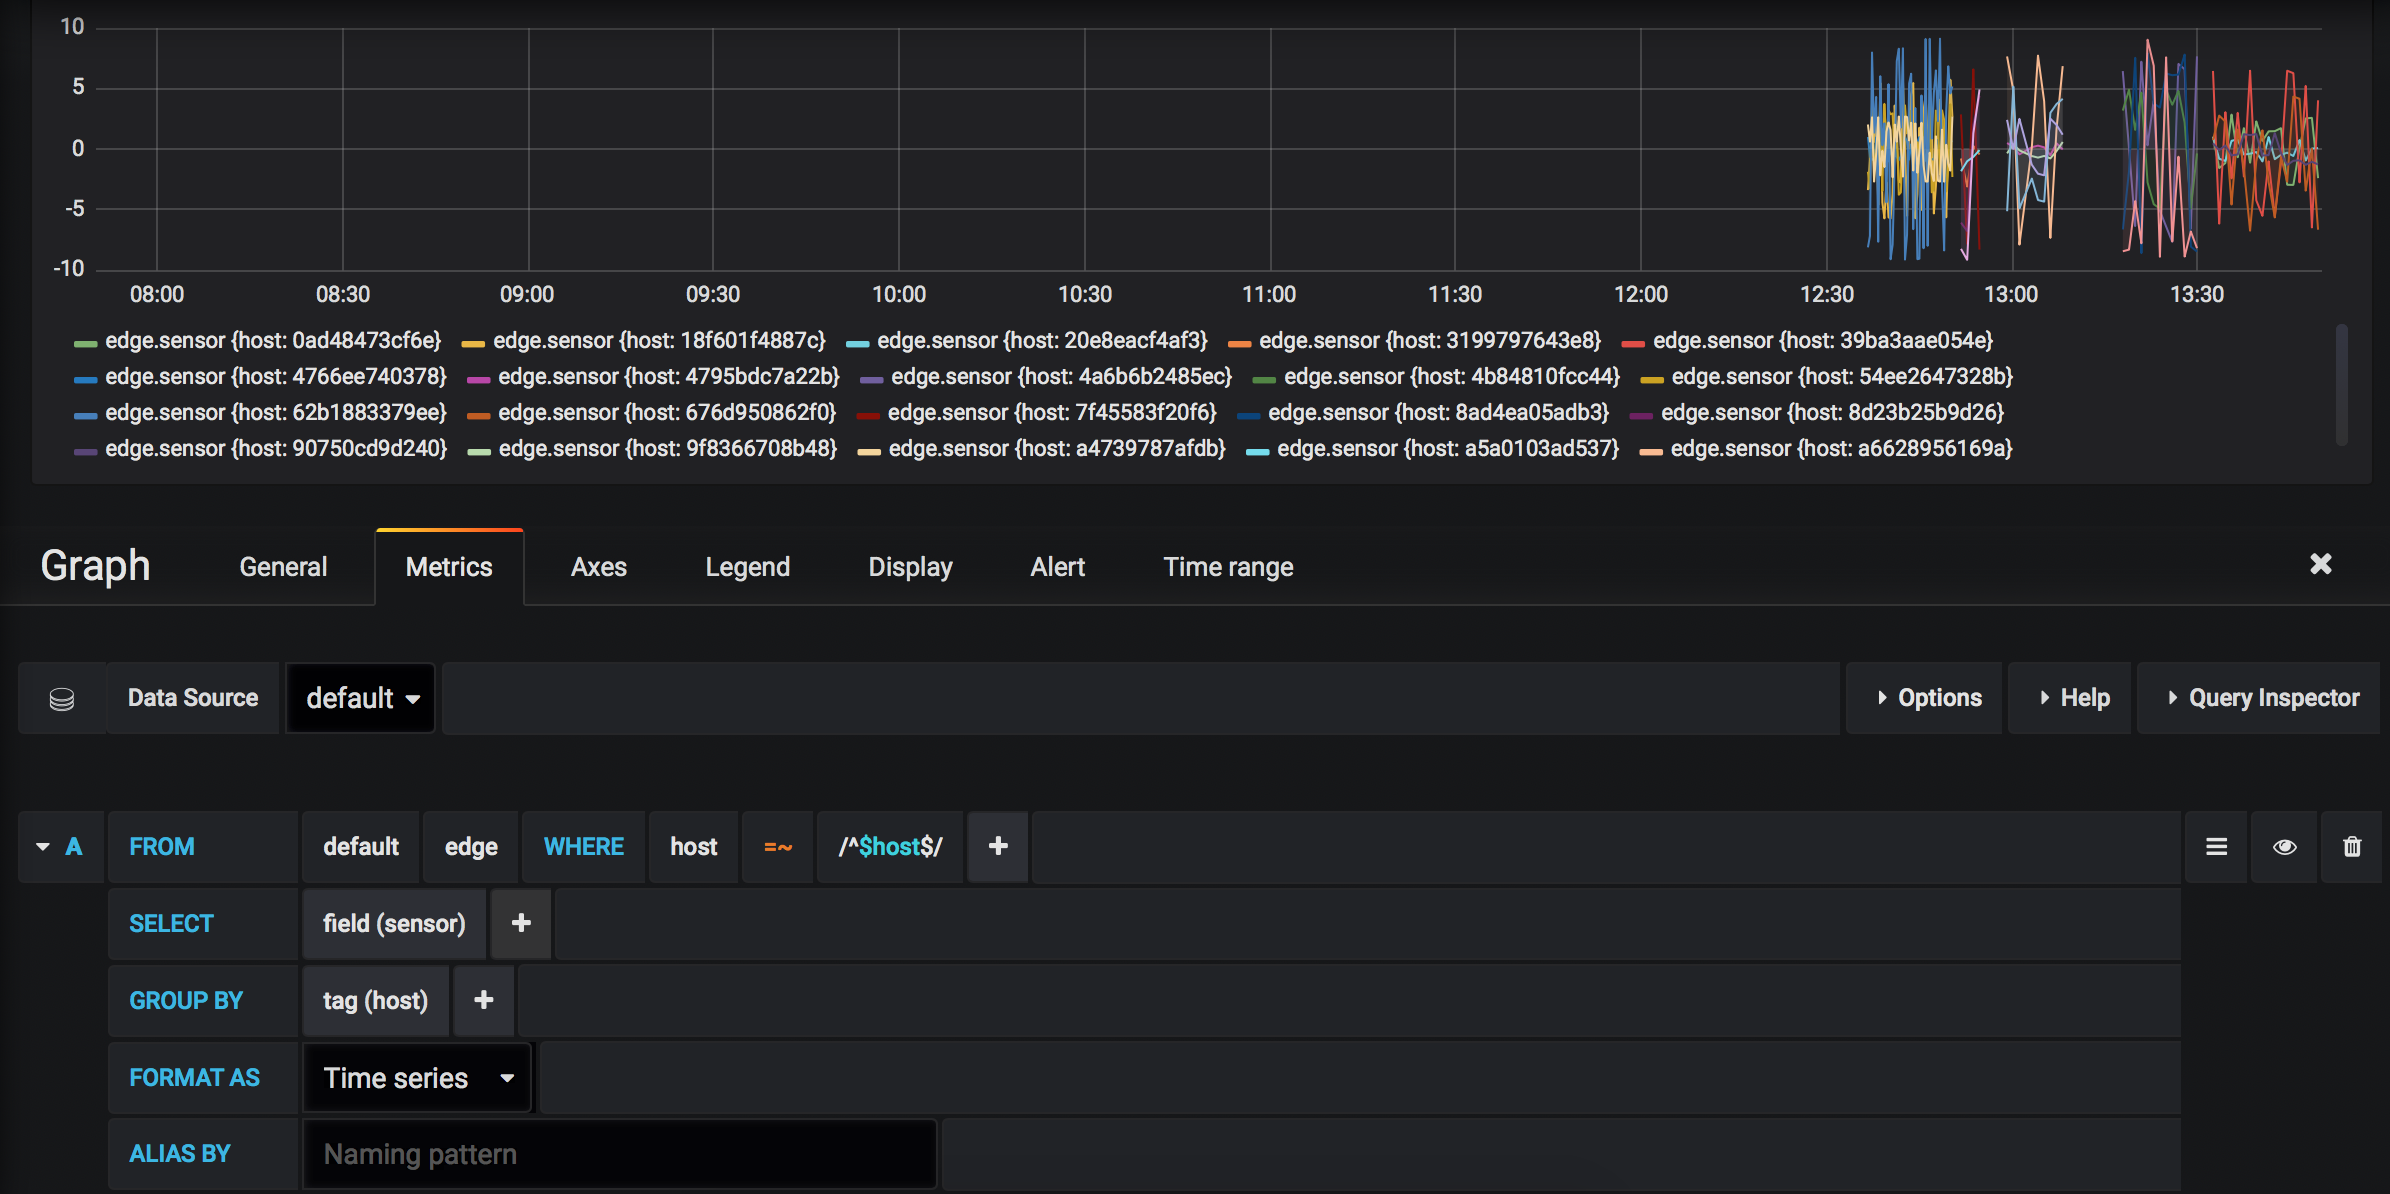 10
5
0
-5
-10
08:00 08:30 09:00 09:30 10:00 10:30 11:00 11:30 12:00 12:30 13:00 13:30
edge.sensor {host: 0ad48473cf6e} edge.sensor {host: 18f601f4887c} edge.sensor {host: 20e8eacf4af3} edge.sensor {host: 3199797643e8} edge.sensor {host: 39ba3aae054e}
edge.sensor {host: 4766ee740378} edge.sensor {host: 4795bdc7a22b} edge.sensor {host: 4a6b6b2485ec} edge.sensor {host: 4b84810fcc44} edge.sensor {host: 54ee2647328b}
edge.sensor {host: 62b1883379ee} edge.sensor {host: 676d950862f0} edge.sensor {host: 7f45583f20f6} edge.sensor {host: 8ad4ea05adb3} edge.sensor {host: 8d23b25b9d26}
edge.sensor {host: 90750cd9d240} edge.sensor {host: 9f8366708b48} edge.sensor {host: a4739787afdb} edge.sensor {host: a5a0103ad537} edge.sensor {host: a6628956169a}
Graph General Metrics Axes Legend Display Alert Time range
Data Source default Options Help Query Inspector
A FROM default edge WHERE host =~ /^$host$/ +
SELECT field (sensor) +
GROUP BY tag (host) +
FORMAT AS Time series
ALIAS BY Naming pattern